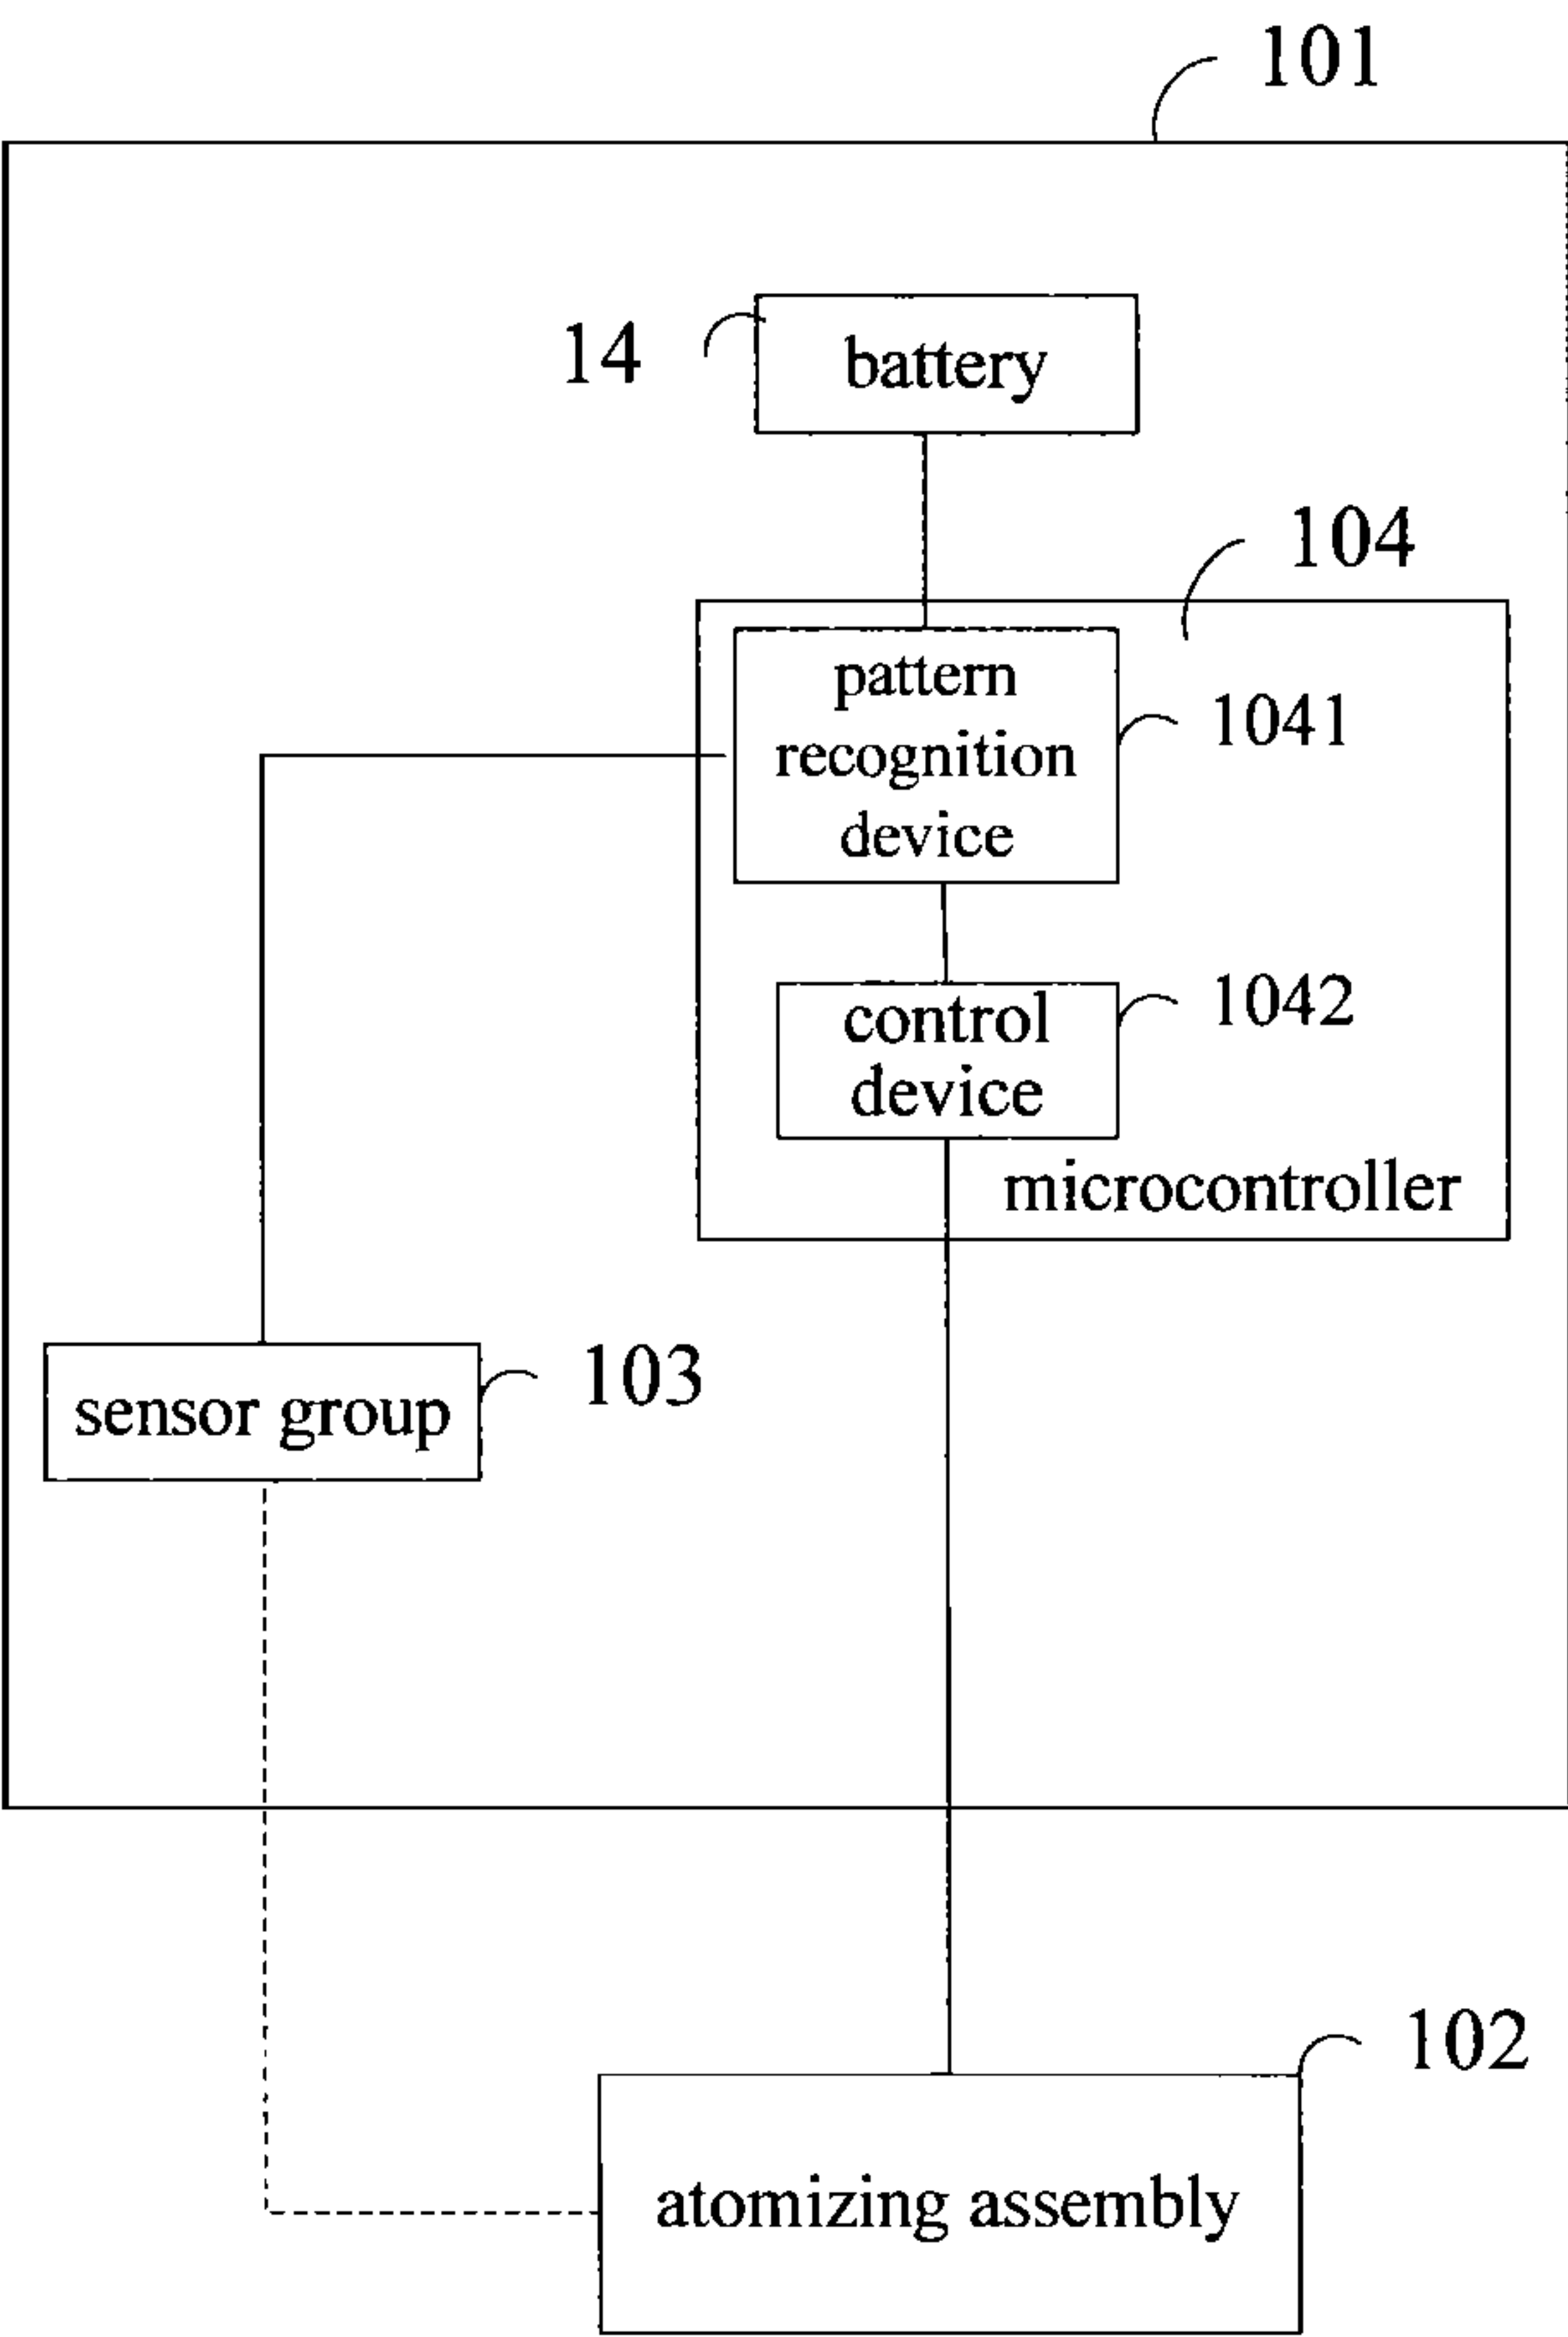 101
14
battery
104
pattern
recognition
device
1041
control
device
1042
microcontroller
sensor group
103
102
atomizing assembly